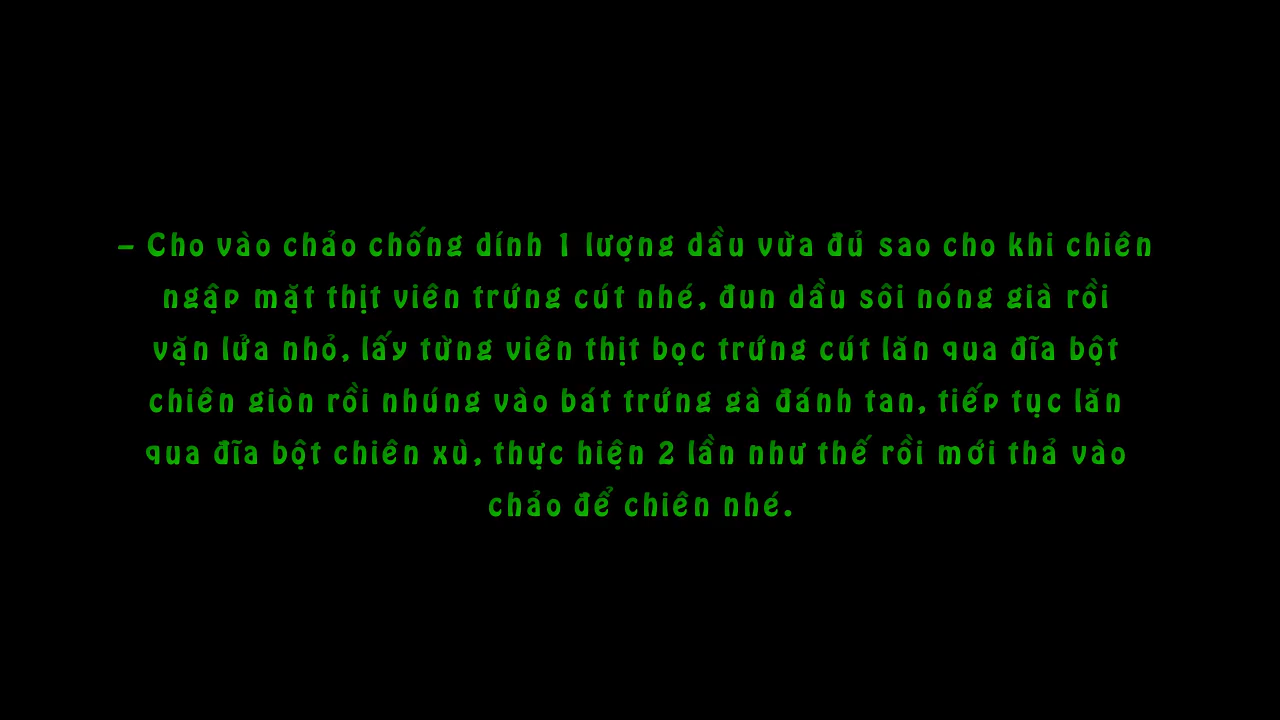 – Cho vào chảo chống dính 1 lượng dầu vừa đủ sao cho khi chiên
ngập mặt thịt viên trứng cút nhé, đun dầu sôi nóng già rồi
vặn lửa nhỏ, lấy từng viên thịt bọc trứng cút lăn qua đĩa bột
chiên giòn rồi nhúng vào bát trứng gà đánh tan, tiếp tục lăn
qua đĩa bột chiên xù, thực hiện 2 lần như thế rồi mới thả vào
chảo để chiên nhé.